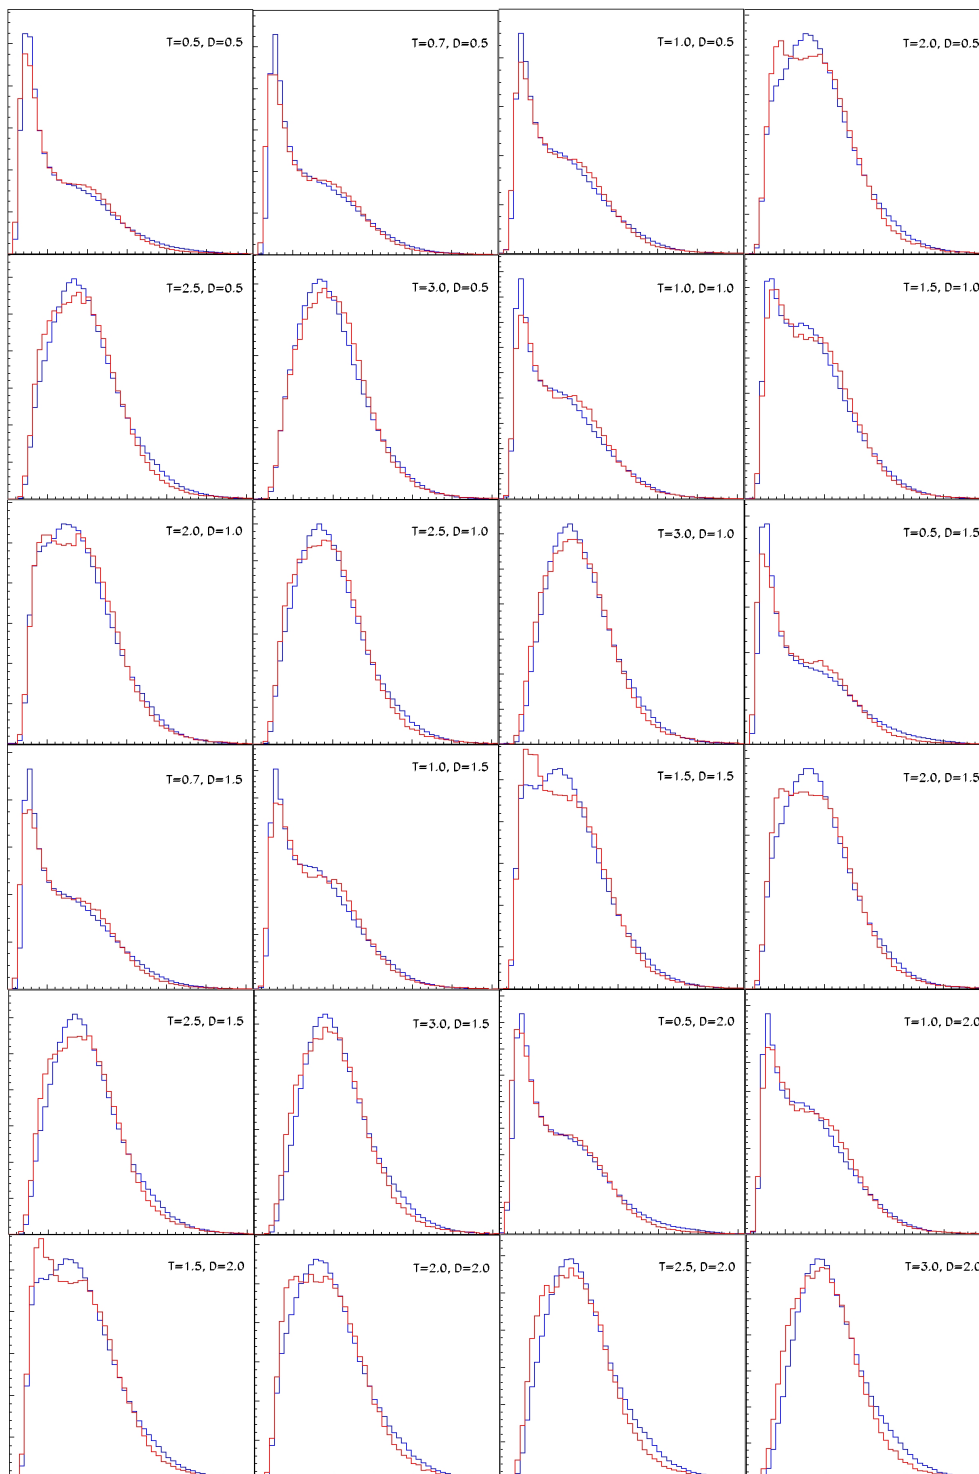 T=0.5, D=0.5
T=0.7, D=0.5
T=1.0, D=0.5
T=2.0, D=0.5
T=2.5, D=0.5
T=3.0, D=0.5
T=1.0, D=1.0
T=1.5, D=1.0
T=2.0, D=1.0
T=2.5, D=1.0
T=3.0, D=1.0
T=0.5, D=1.5
T=0.7, D=1.5
T=1.0, D=1.5
T=1.5, D=1.5
T=2.0, D=1.5
T=2.5, D=1.5
T=3.0, D=1.5
T=0.5, D=2.0
T=1.0, D=2.0
T=1.5, D=2.0
T=2.0, D=2.0
T=2.5, D=2.0
T=3.0, D=2.0